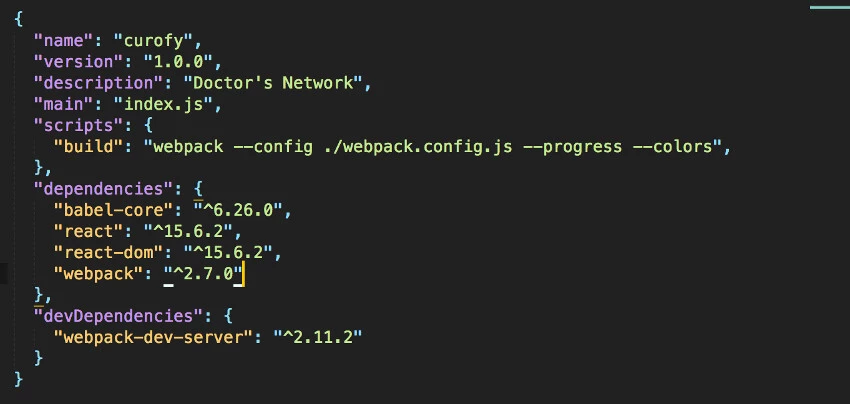 {
"name": "curofy",
"version": "1.0.0",
"description": "Doctor's Network",
"main": "index.js",
"scripts": {
"build": "webpack --config ./webpack.config.js --progress --colors",
},
"dependencies": {
"babel-core": "^6.26.0",
"react": "^15.6.2",
"react-dom": "^15.6.2",
"webpack": "^2.7.0"
},
"devDependencies": {
"webpack-dev-server": "^2.11.2"
}
}